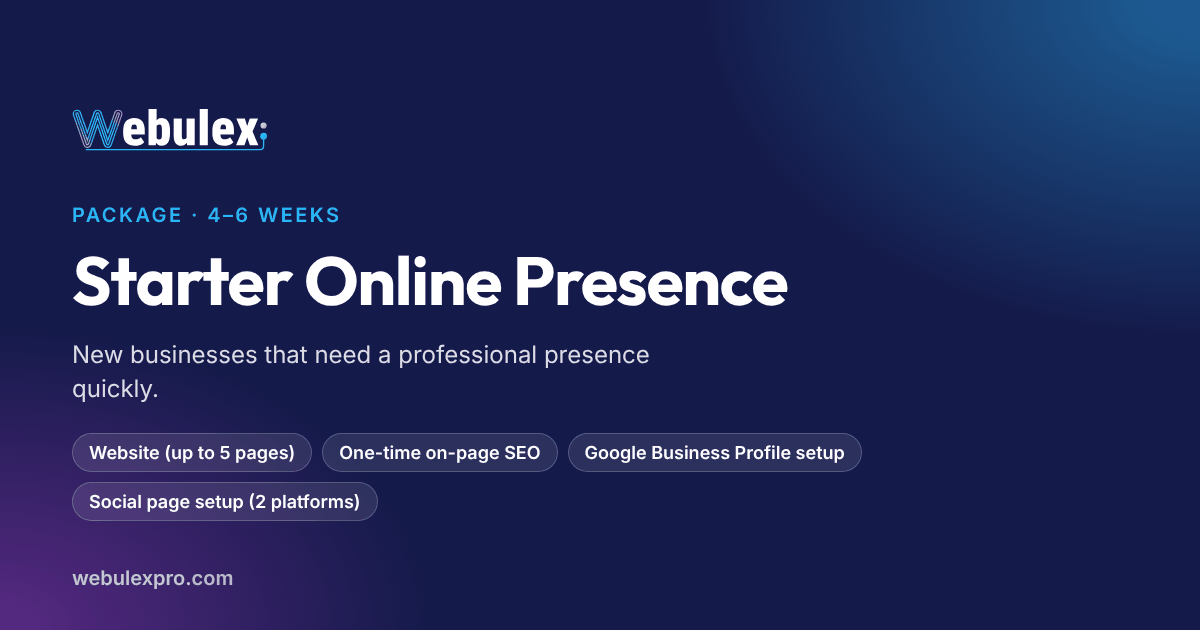 Webulex
PACKAGE · 4–6 WEEKS
Starter Online Presence
New businesses that need a professional presence
quickly.
Website (up to 5 pages) One-time on-page SEO Google Business Profile setup
Social page setup (2 platforms)
webulexpro.com